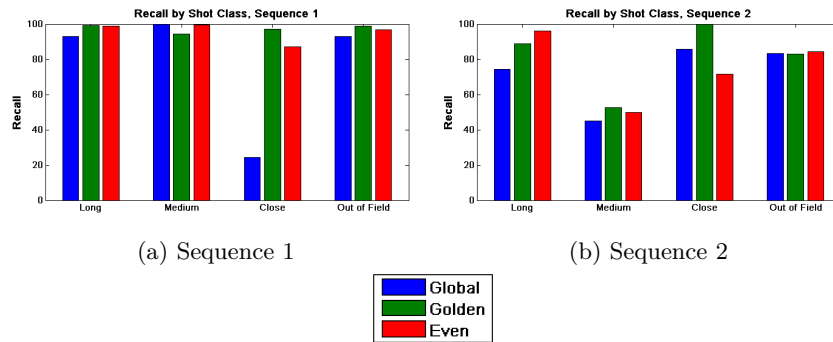 Recall by Shot Class, Sequence 1
100
80
60
40
20
0
Recall
Long Medium Close Out of Field
(a) Sequence 1
Recall by Shot Class, Sequence 2
100
80
60
40
20
0
Recall
Long Medium Close Out of Field
(b) Sequence 2
Global
Golden
Even